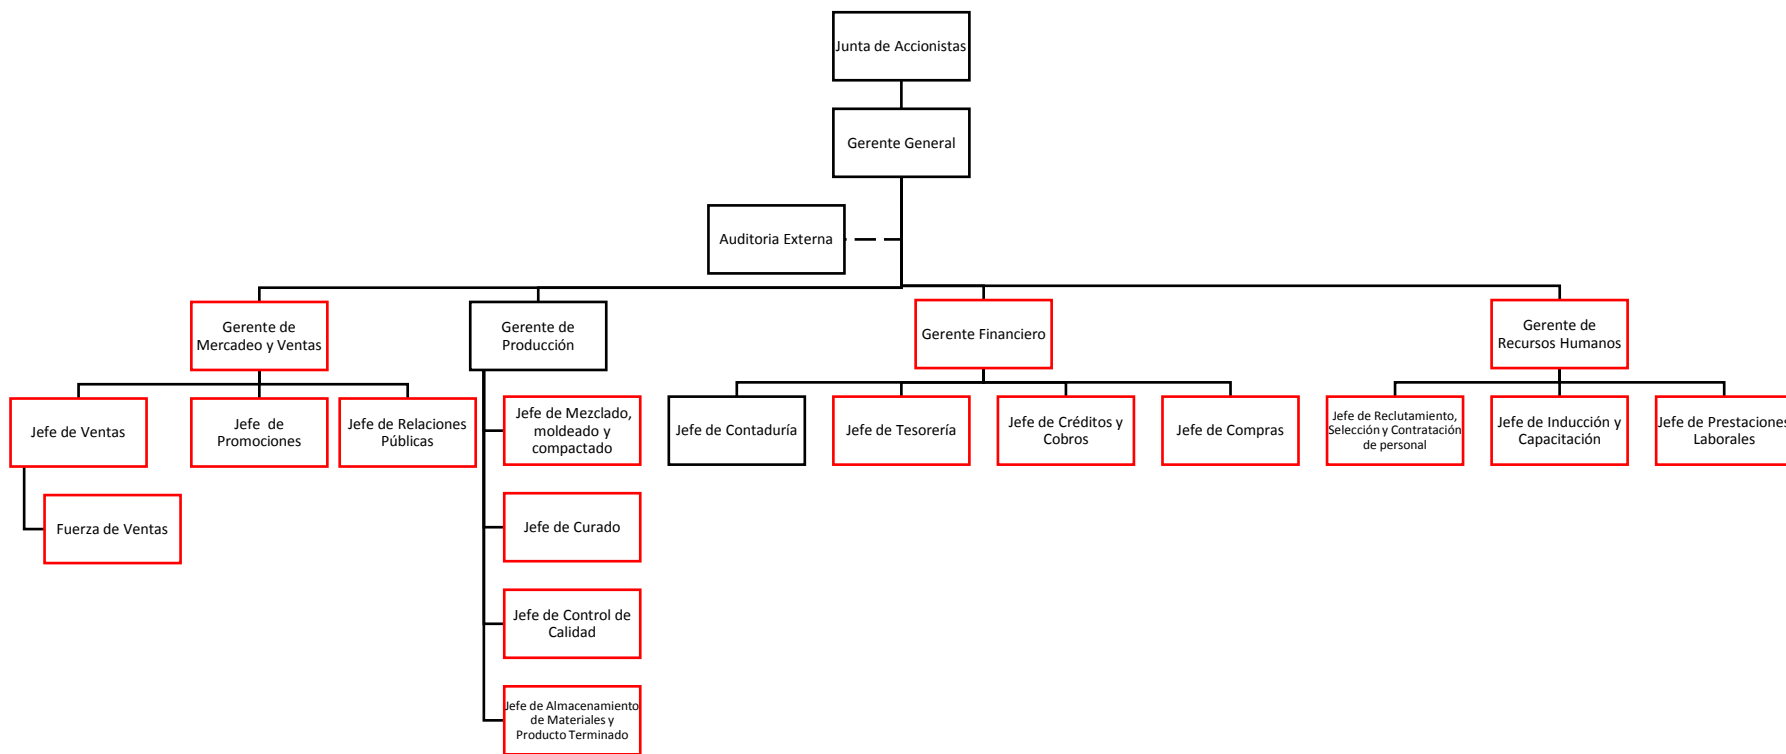 Junta de Accionistas
Gerente General
Auditoria Externa
Gerente de
Mercadeo y Ventas
Gerente de
Producción
Gerente Financiero
Gerente de
Recursos Humanos
Jefe de Ventas
Jefe de
Promociones
Jefe de Relaciones
Públicas
Jefe de Mezclado,
moldeado y
compactado
Jefe de Contaduría
Jefe de Tesorería
Jefe de Créditos y
Cobros
Jefe de Compras
Jefe de Reclutamiento,
Selección y Contratación
de personal
Jefe de Inducción y
Capacitación
Jefe de Prestaciones
Laborales
Fuerza de Ventas
Jefe de Curado
Jefe de Control de
Calidad
Jefe de Almacenamiento
de Materiales y
Producto Terminado